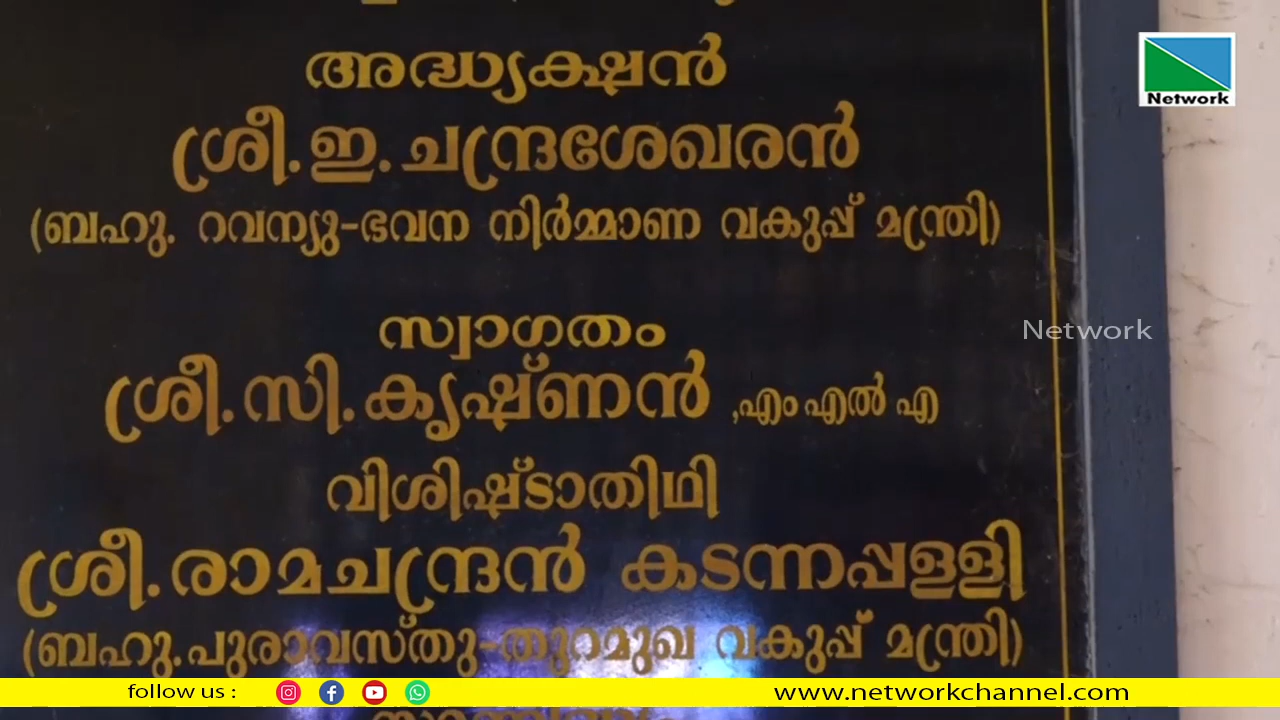 അദ്ധ്യക്ഷൻ
ശ്രീ.ഇ.ചന്ദ്രശേഖരൻ
(ബഹു. റവന്യു-ഭവന നിർമ്മാണ വകുപ്പ് മന്ത്രി)
സ്വാഗതം
ശ്രീ.സി.കൃഷ്ണൻ ,എം എൽ എ
വിശിഷ്ടാതിഥി
ശ്രീ.രാമചന്ദ്രൻ കടന്നപ്പള്ളി
(ബഹു.പുരാവസ്തു-തുറമുഖ വകുപ്പ് മന്ത്രി)
Network
Network
follow us :
www.networkchannel.com